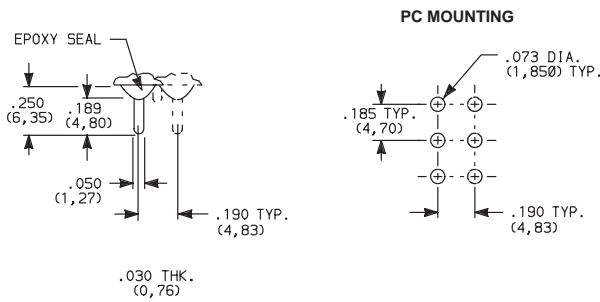 PC MOUNTING
EPOXY SEAL
.250
(6,35)
.189
(4,80)
.050
(1,27)
.190 TYP.
(4,83)
.030 THK.
(0,76)
.073 DIA.
(1,850) TYP.
.185 TYP.
(4,70)
.190 TYP.
(4,83)